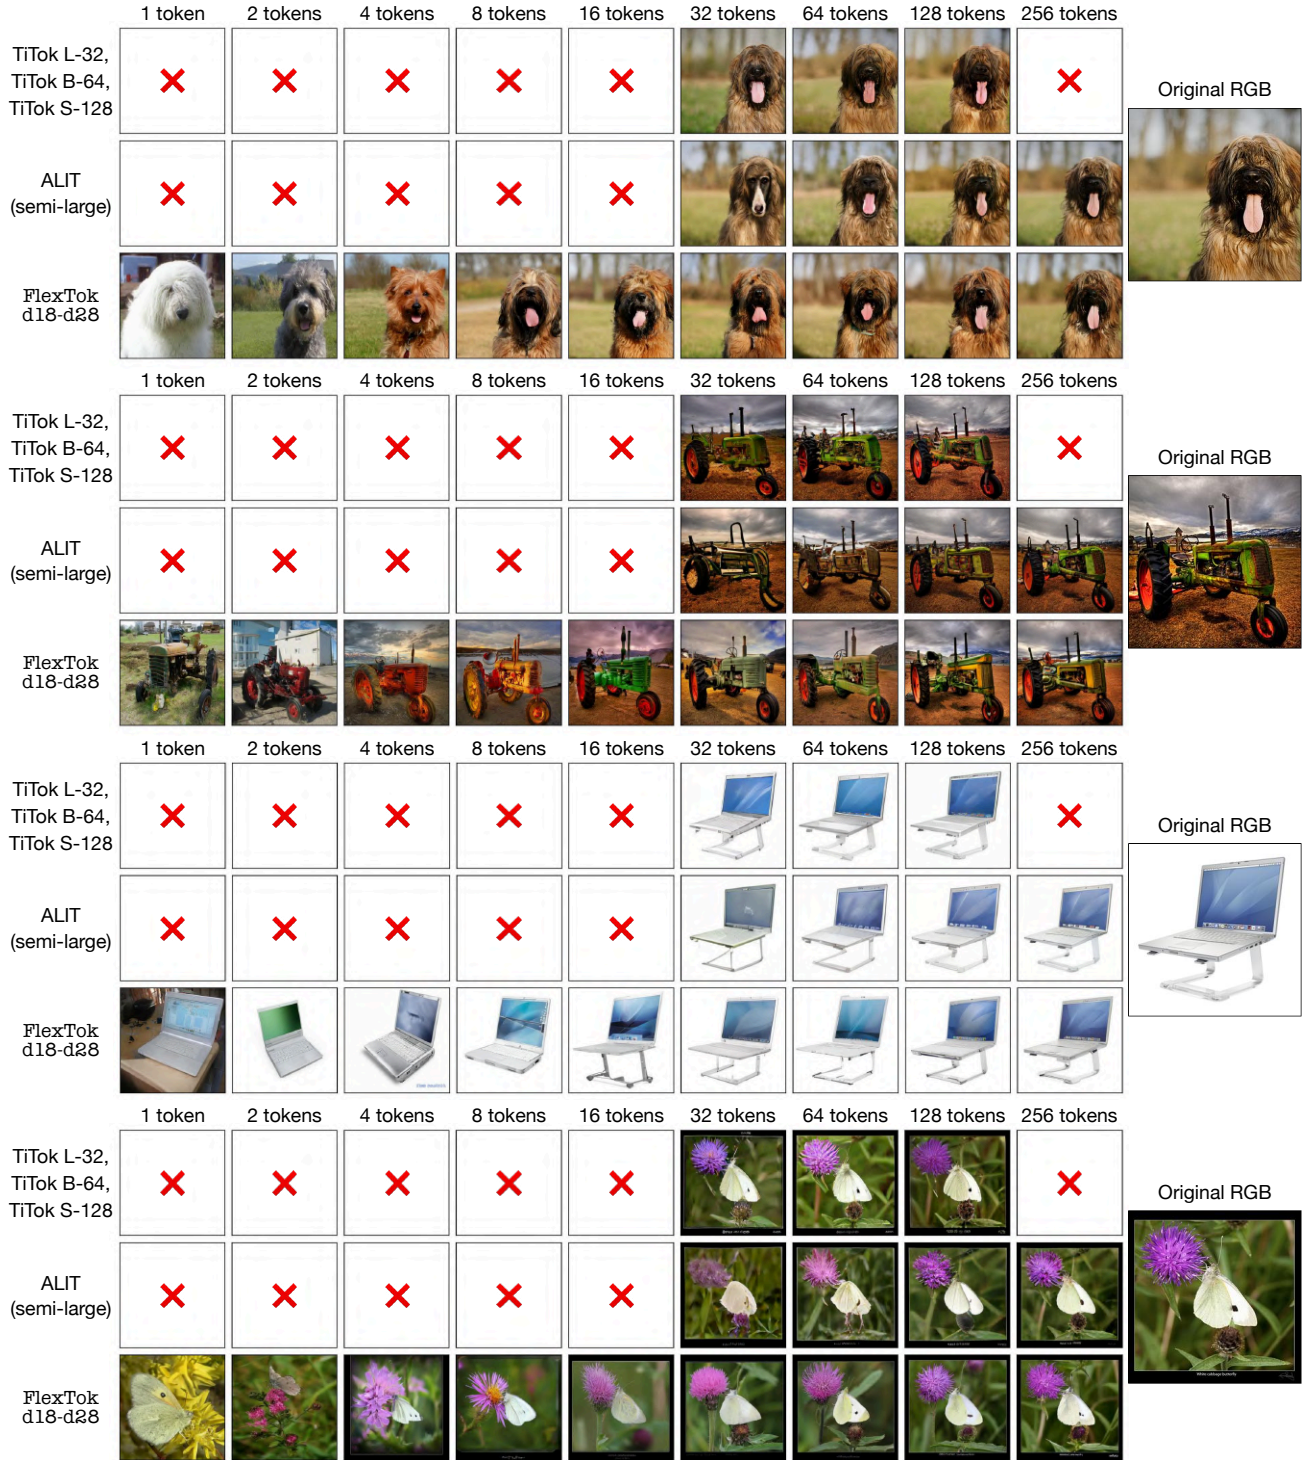 1 token 2 tokens 4 tokens 8 tokens 16 tokens 32 tokens 64 tokens 128 tokens 256 tokens
TiTok L-32,
TiTok B-64,
TiTok S-128
Original RGB
ALIT
(semi-large)
FlexTok
d18-d28
1 token 2 tokens 4 tokens 8 tokens 16 tokens 32 tokens 64 tokens 128 tokens 256 tokens
TiTok L-32,
TiTok B-64,
TiTok S-128
Original RGB
ALIT
(semi-large)
FlexTok
d18-d28
1 token 2 tokens 4 tokens 8 tokens 16 tokens 32 tokens 64 tokens 128 tokens 256 tokens
TiTok L-32,
TiTok B-64,
TiTok S-128
Original RGB
ALIT
(semi-large)
FlexTok
d18-d28
1 token 2 tokens 4 tokens 8 tokens 16 tokens 32 tokens 64 tokens 128 tokens 256 tokens
TiTok L-32,
TiTok B-64,
TiTok S-128
Original RGB
ALIT
(semi-large)
White cabbage butterfly
FlexTok
d18-d28